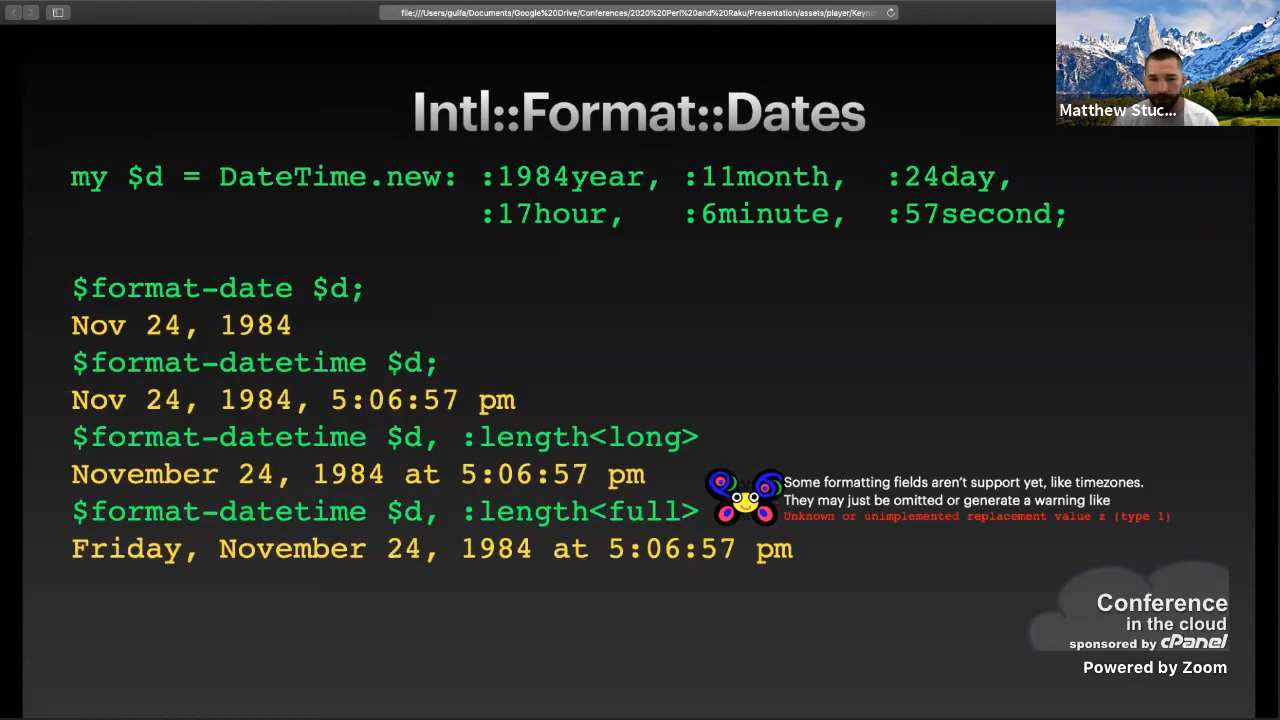 file:///Users/guifa/Documents/Google%20Drive/Conferences/2020%20Perl%20and%20Raku/Presentation/assets/player/Keyno
Matthew Stuc...
Intl::Format::Dates
my $d = DateTime.new: :1984year, :11month, :24day,
:17hour, :6minute, :57second;
$format-date $d;
Nov 24, 1984
$format-datetime $d;
Nov 24, 1984, 5:06:57 pm
$format-datetime $d, :length<long>
November 24, 1984 at 5:06:57 pm
Some formatting fields aren't support yet, like timezones.
They may just be omitted or generate a warning like
Unknown or unimplemented replacement value z (type 1)
$format-datetime $d, :length<full>
Friday, November 24, 1984 at 5:06:57 pm
Conference
in the cloud
sponsored by cPanel
Powered by Zoom